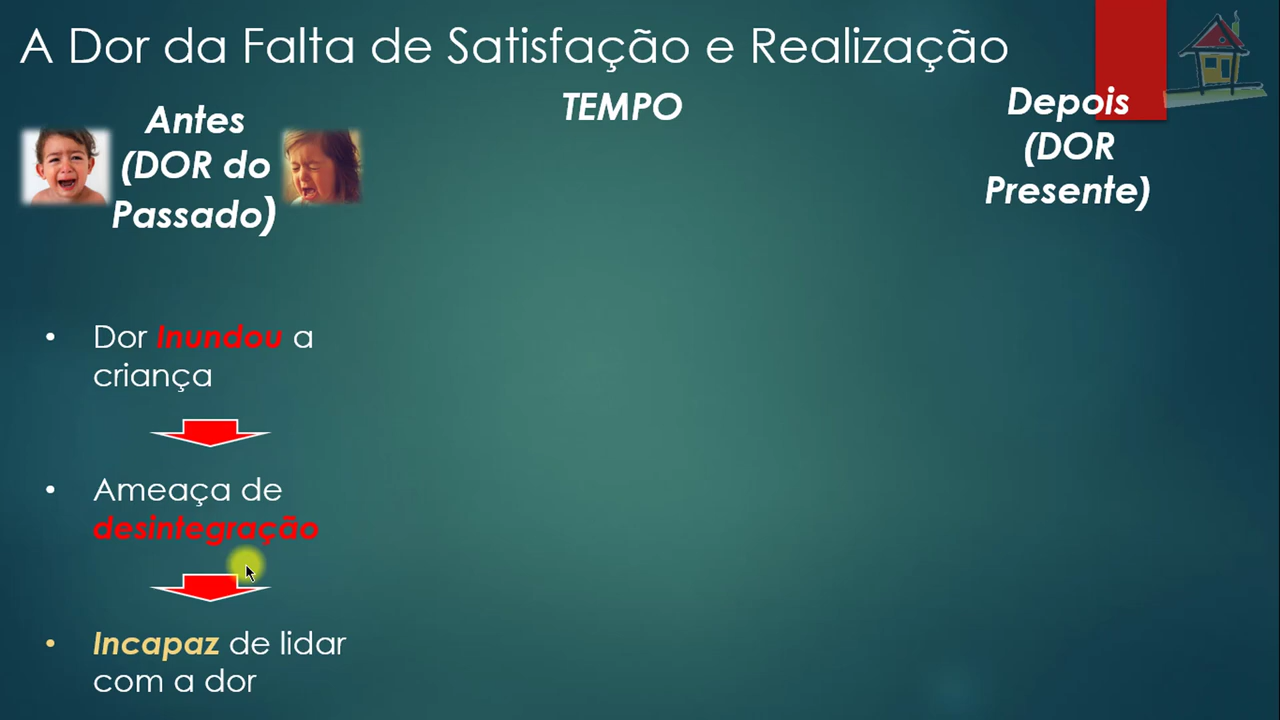 A Dor da Falta de Satisfação e Realização
Antes
(DOR do
Passado)
TEMPO
Depois
(DOR
Presente)
• Dor Inundou a
criança
• Ameaça de
desintegração
• Incapaz de lidar
com a dor